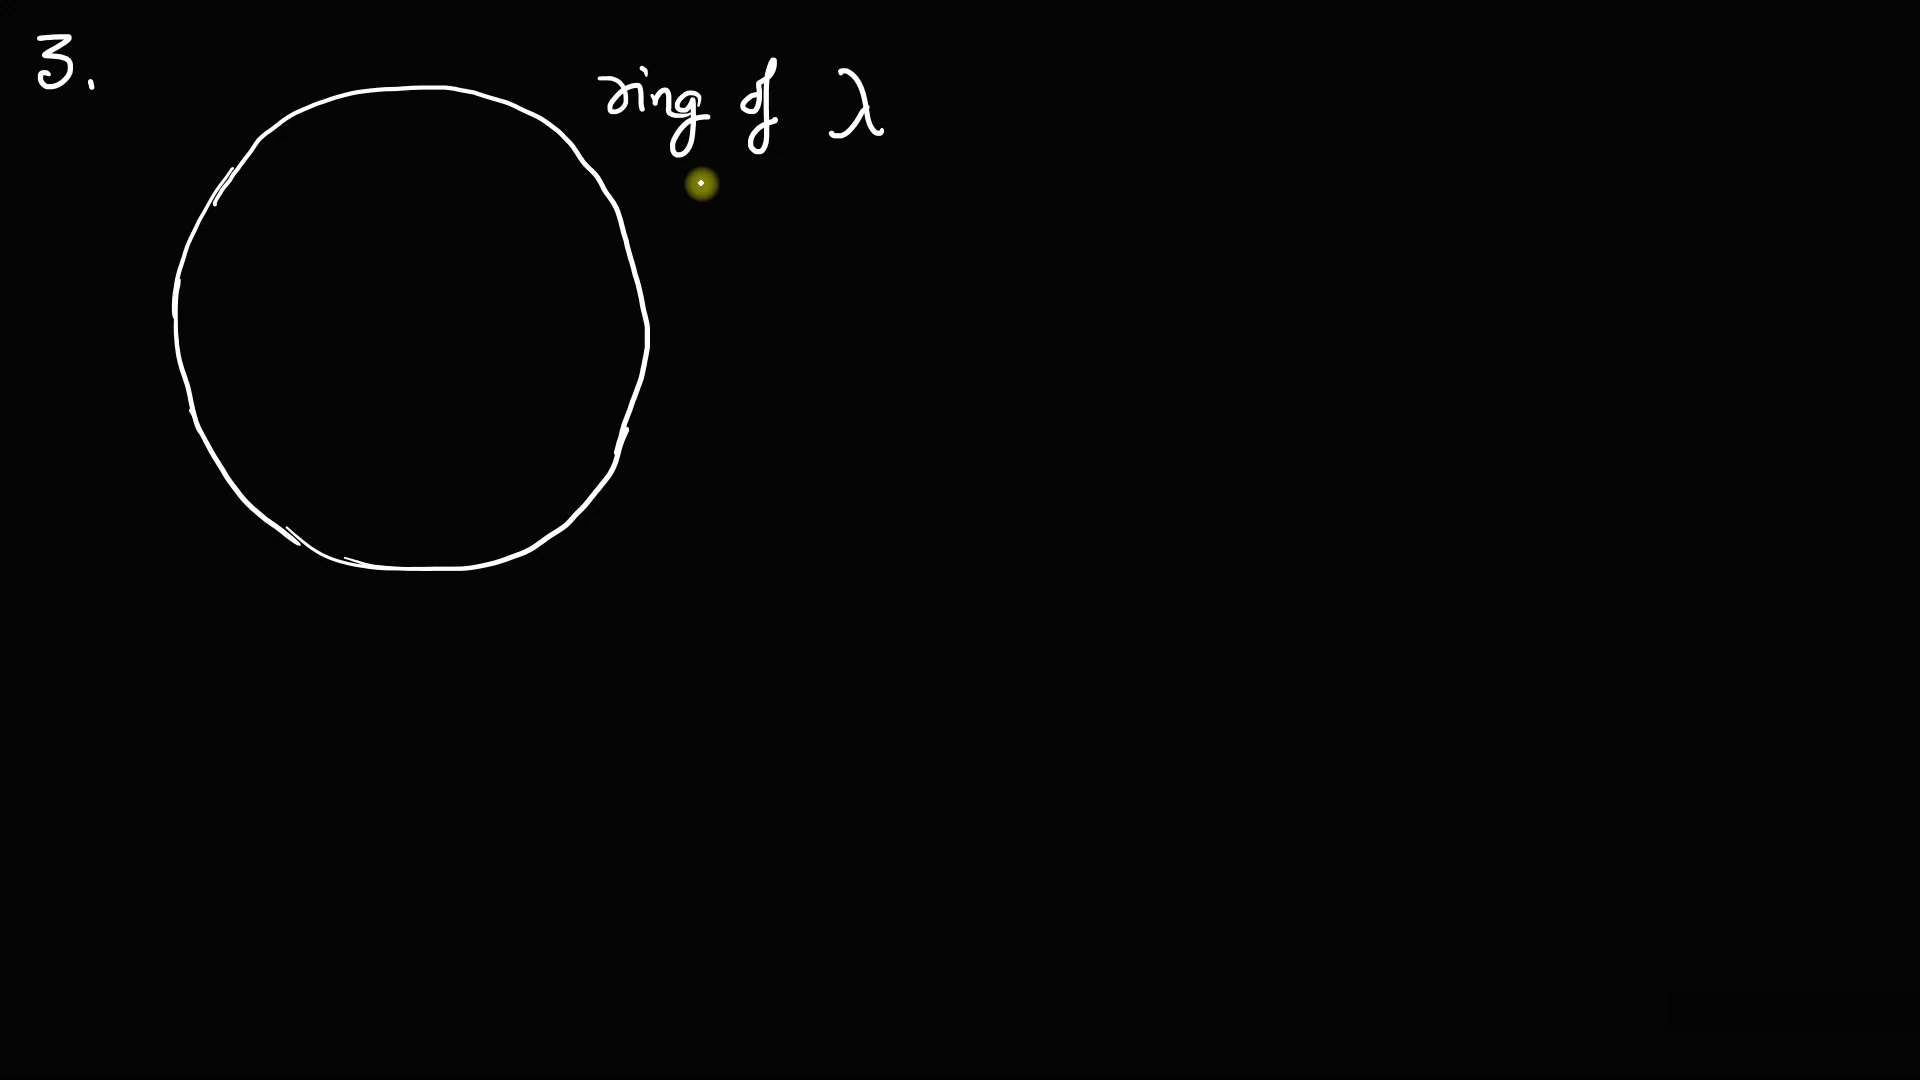 3.
ring of λ